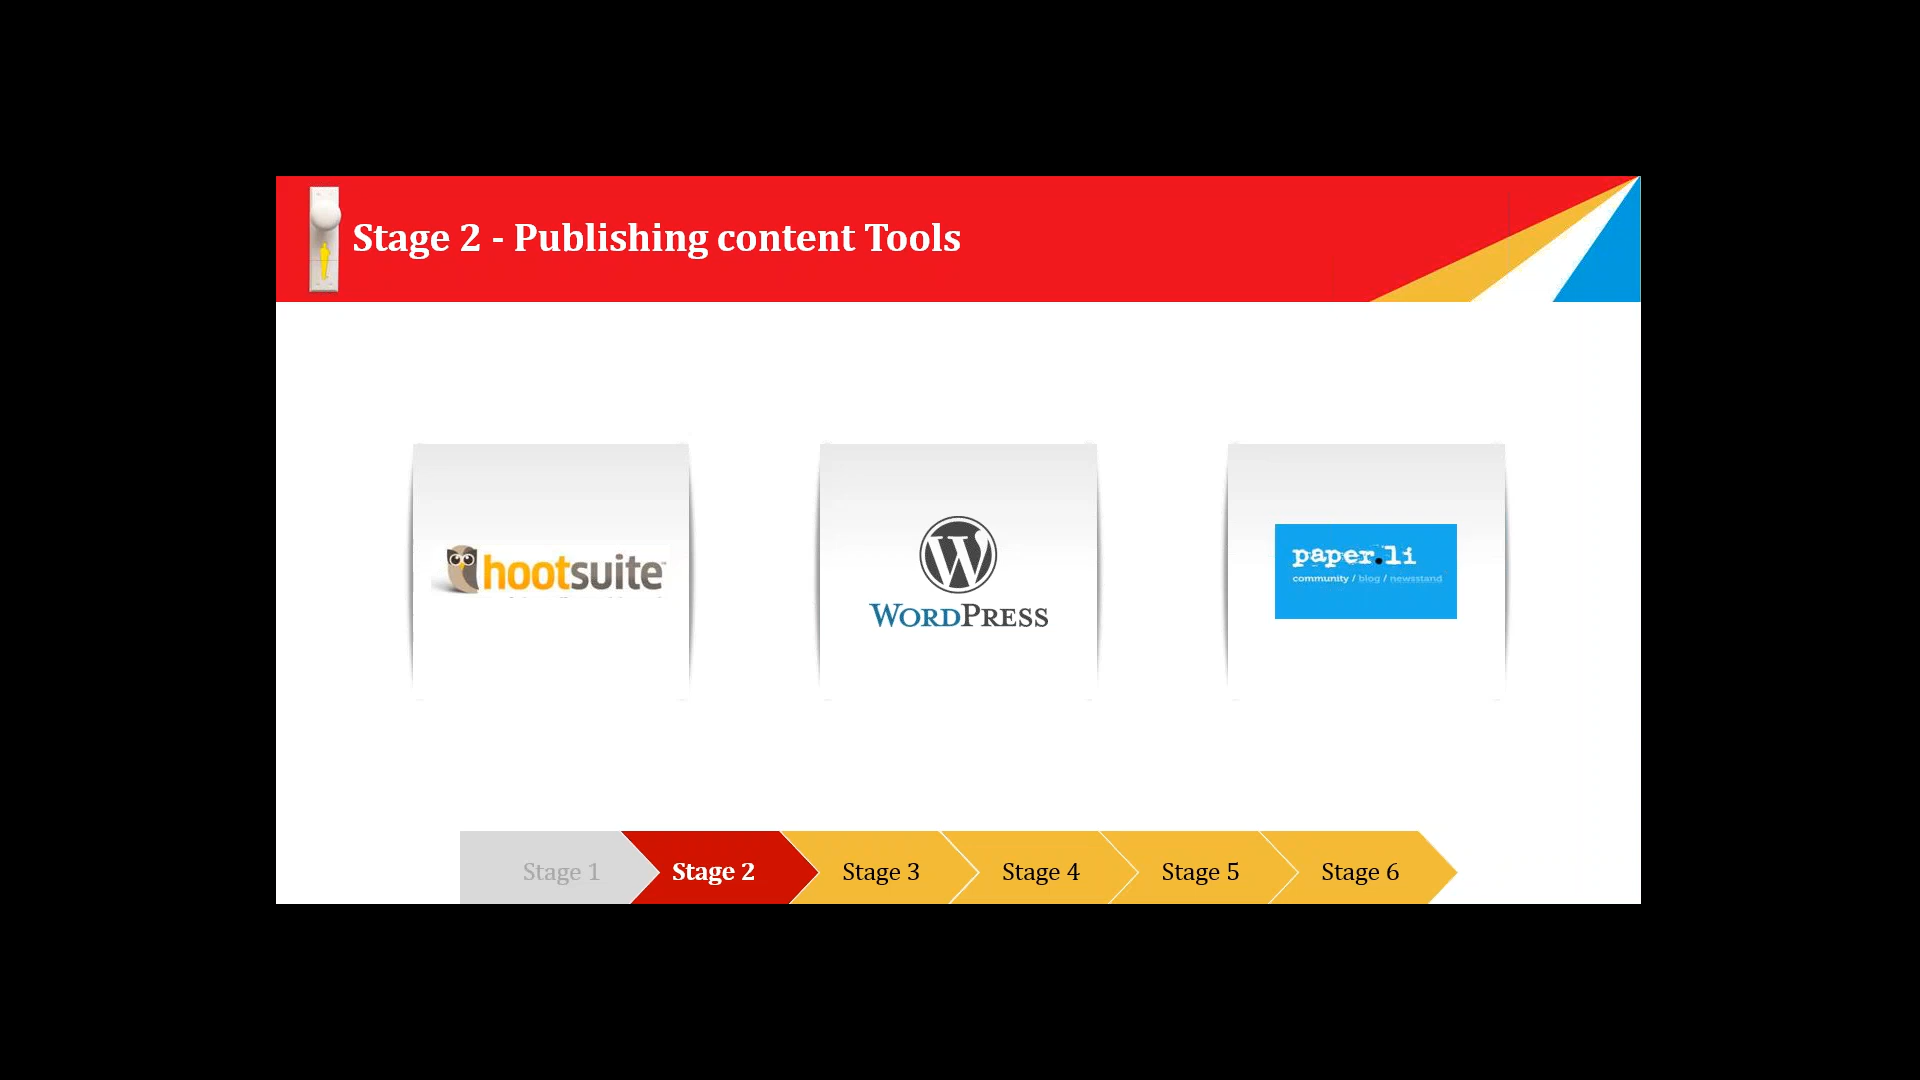 Stage 2 - Publishing content Tools
hootsuite
WORDPRESS
paper.li
community / blog / newsstand
Stage 1
Stage 2
Stage 3
Stage 4
Stage 5
Stage 6